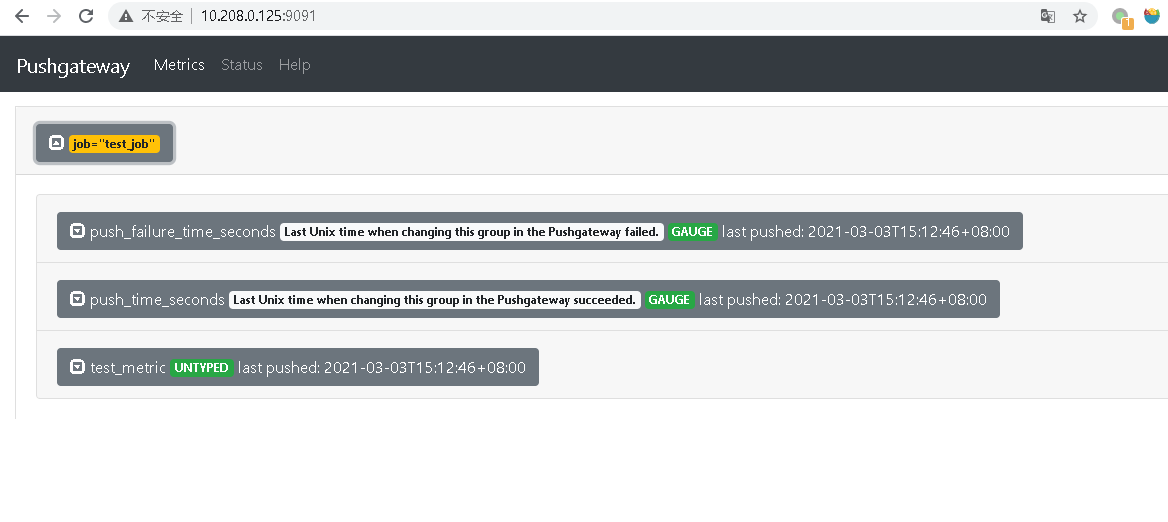 不安全 10.208.0.125:9091
Pushgateway Metrics Status Help
job="test_job"
push_failure_time_seconds Last Unix time when changing this group in the Pushgateway failed. GAUGE last pushed: 2021-03-03T15:12:46+08:00
push_time_seconds Last Unix time when changing this group in the Pushgateway succeeded. GAUGE last pushed: 2021-03-03T15:12:46+08:00
test_metric UNTYPED last pushed: 2021-03-03T15:12:46+08:00